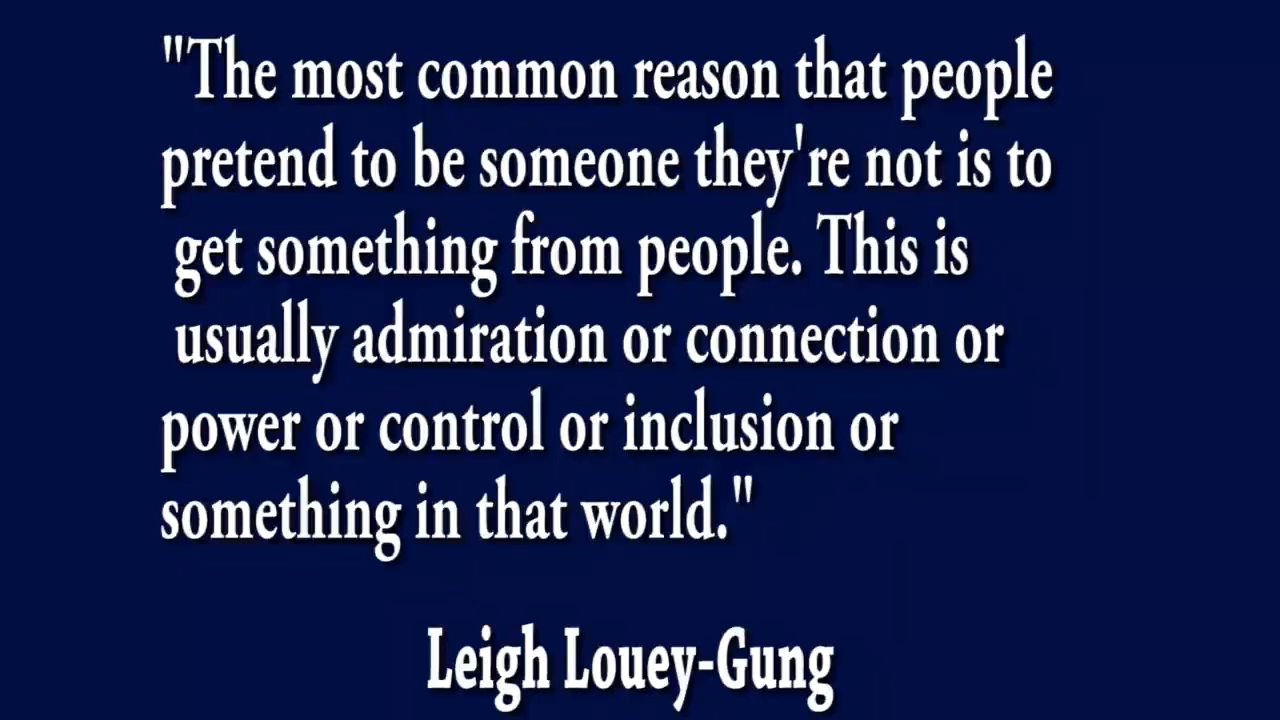 "The most common reason that people
pretend to be someone they're not is to
get something from people. This is
usually admiration or connection or
power or control or inclusion or
something in that world."
Leigh Louey-Gung